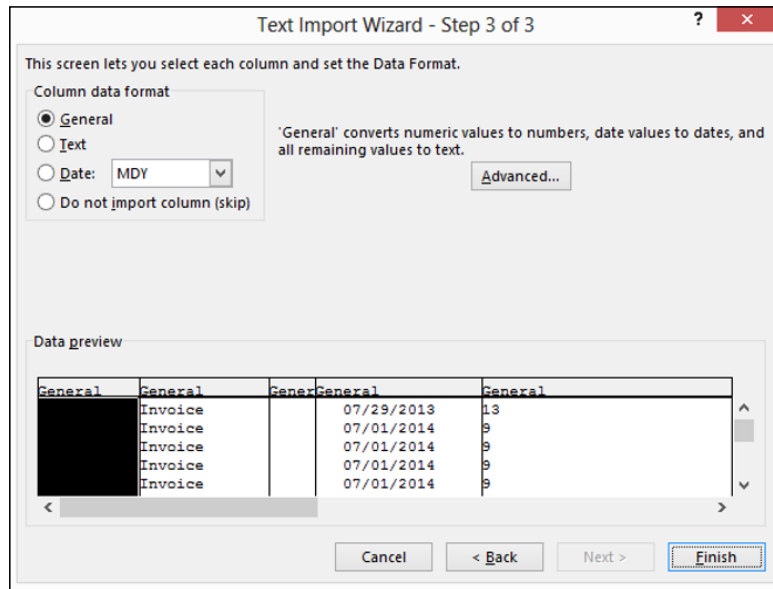 Text Import Wizard - Step 3 of 3
? ×
This screen lets you select each column and set the Data Format.
Column data format
General
Text
Date: MDY
Do not import column (skip)
'General' converts numeric values to numbers, date values to dates, and
all remaining values to text.
Advanced...
Data preview
General General Gener General General
Invoice 07/29/2013 13
Invoice 07/01/2014 9
Invoice 07/01/2014 9
Invoice 07/01/2014 9
Invoice 07/01/2014 9
Cancel < Back Next > Finish